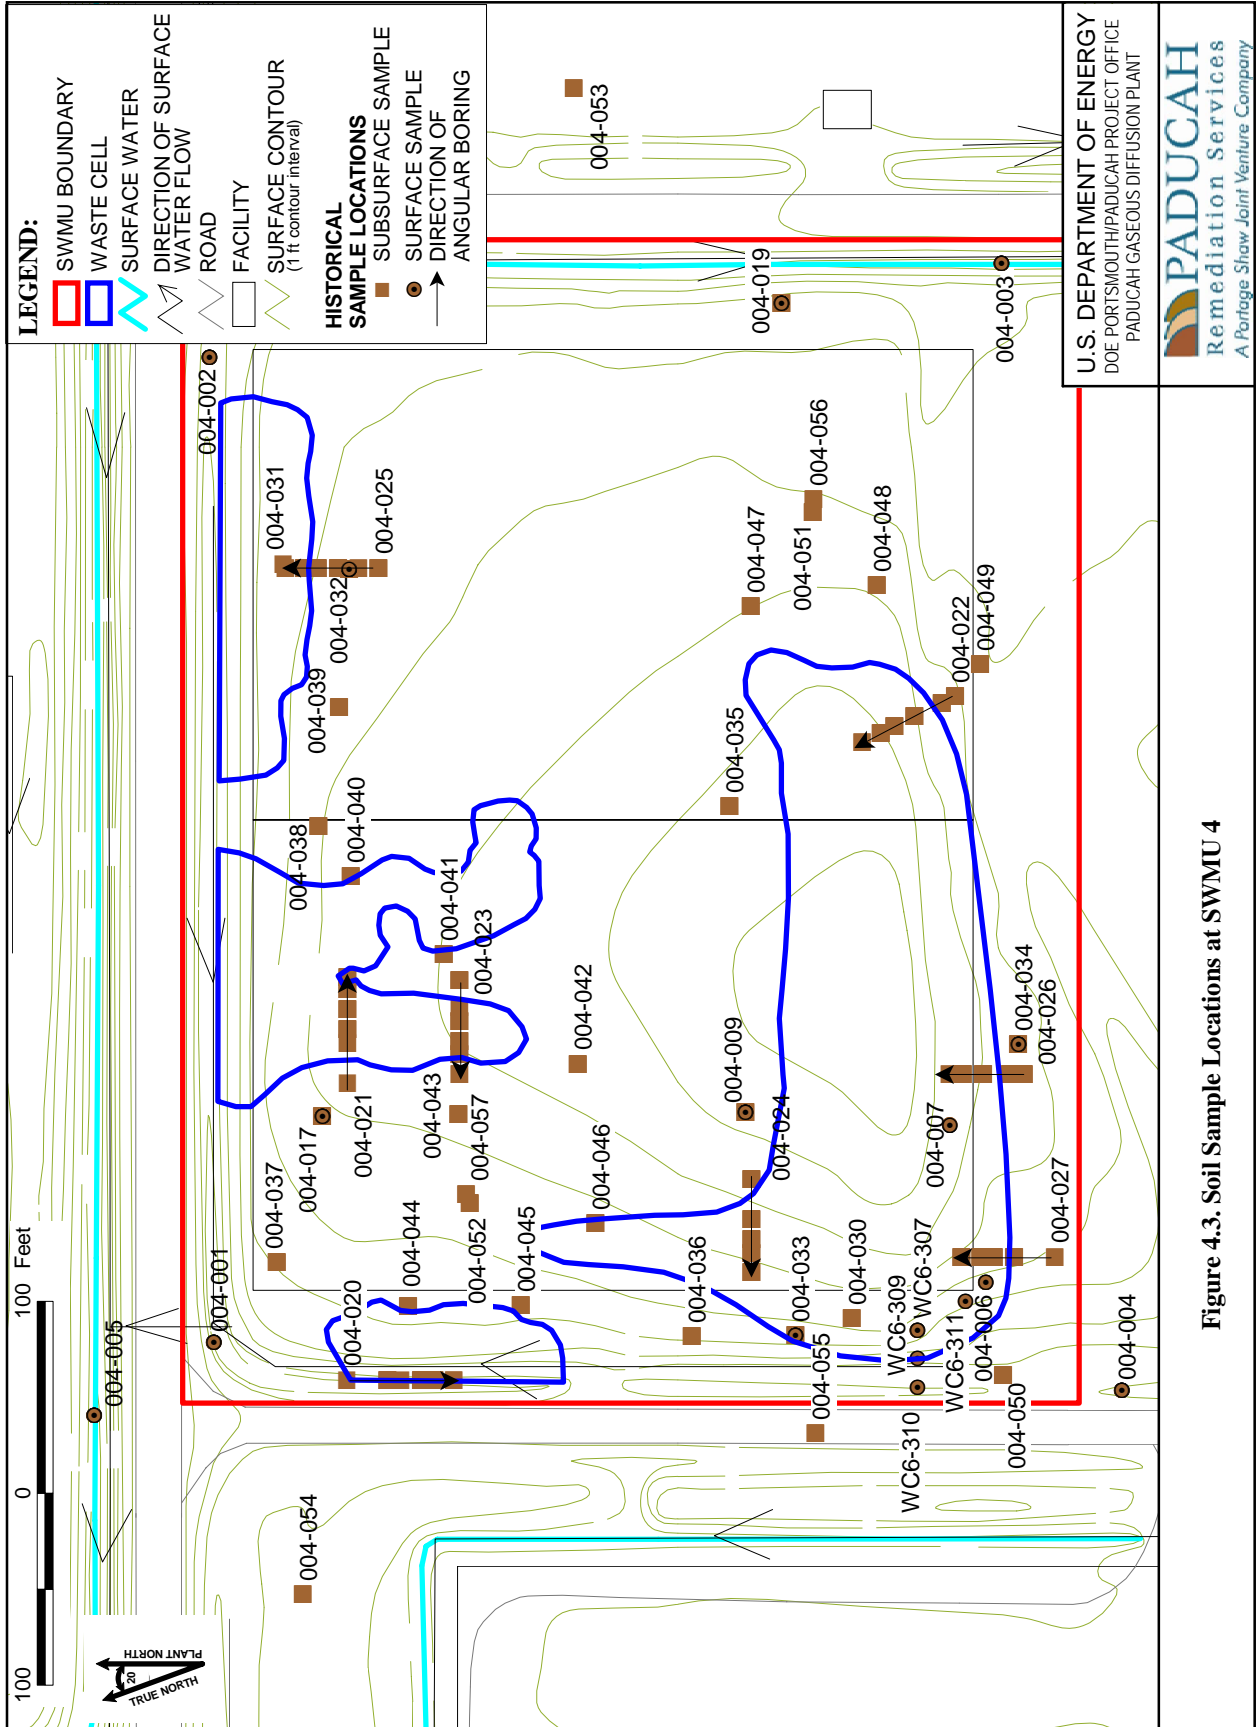 LEGEND:
SWMU BOUNDARY
WASTE CELL
SURFACE WATER
DIRECTION OF SURFACE
WATER FLOW
ROAD
FACILITY
SURFACE CONTOUR
(1 ft contour interval)
HISTORICAL
SAMPLE LOCATIONS
SUBSURFACE SAMPLE
SURFACE SAMPLE
DIRECTION OF
ANGULAR BORING
100 0 100 Feet
TRUE NORTH
PLANT NORTH
20
004-005
004-001
004-002
004-054
004-037
004-017
004-021
004-038
004-040
004-039
004-032
004-031
004-025
004-020
004-044
004-043
004-057
004-052
004-045
004-041
004-023
004-042
004-046
004-036
004-033
004-055
004-030
004-009
004-024
004-035
004-047
004-051
004-056
004-048
004-022
004-049
004-053
004-019
004-003
004-007
WC6-307
WC6-309
WC6-310
WC6-311
004-006
004-050
004-027
004-034
004-026
004-004
U.S. DEPARTMENT OF ENERGY
DOE PORTSMOUTH/PADUCAH PROJECT OFFICE
PADUCAH GASEOUS DIFFUSION PLANT
PADUCAH
Remediation Services
A Portage Shaw Joint Venture Company
Figure 4.3. Soil Sample Locations at SWMU 4